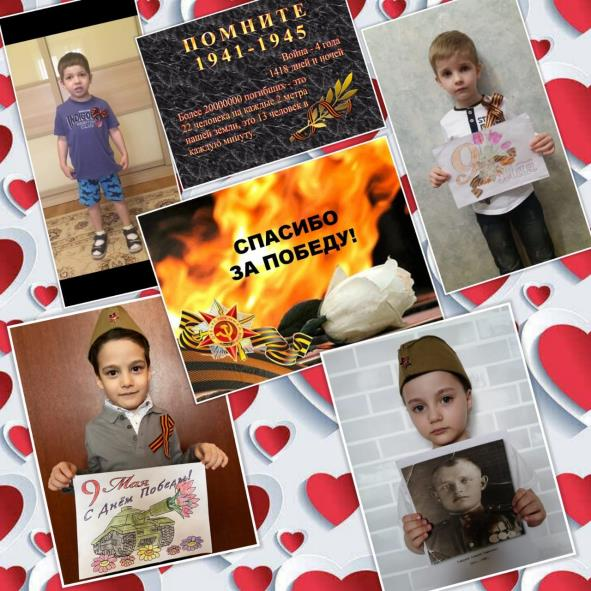 ПОМНИТЕ
1941-1945
Война - 4 года
1418 дней и ночей
Более 20000000 погибших - это
22 человека на каждые 2 метра
нашей земли, это 13 человек в
каждую минуту.
СПАСИБО
ЗА ПОБЕДУ!
9 Мая
С Днём Победы!